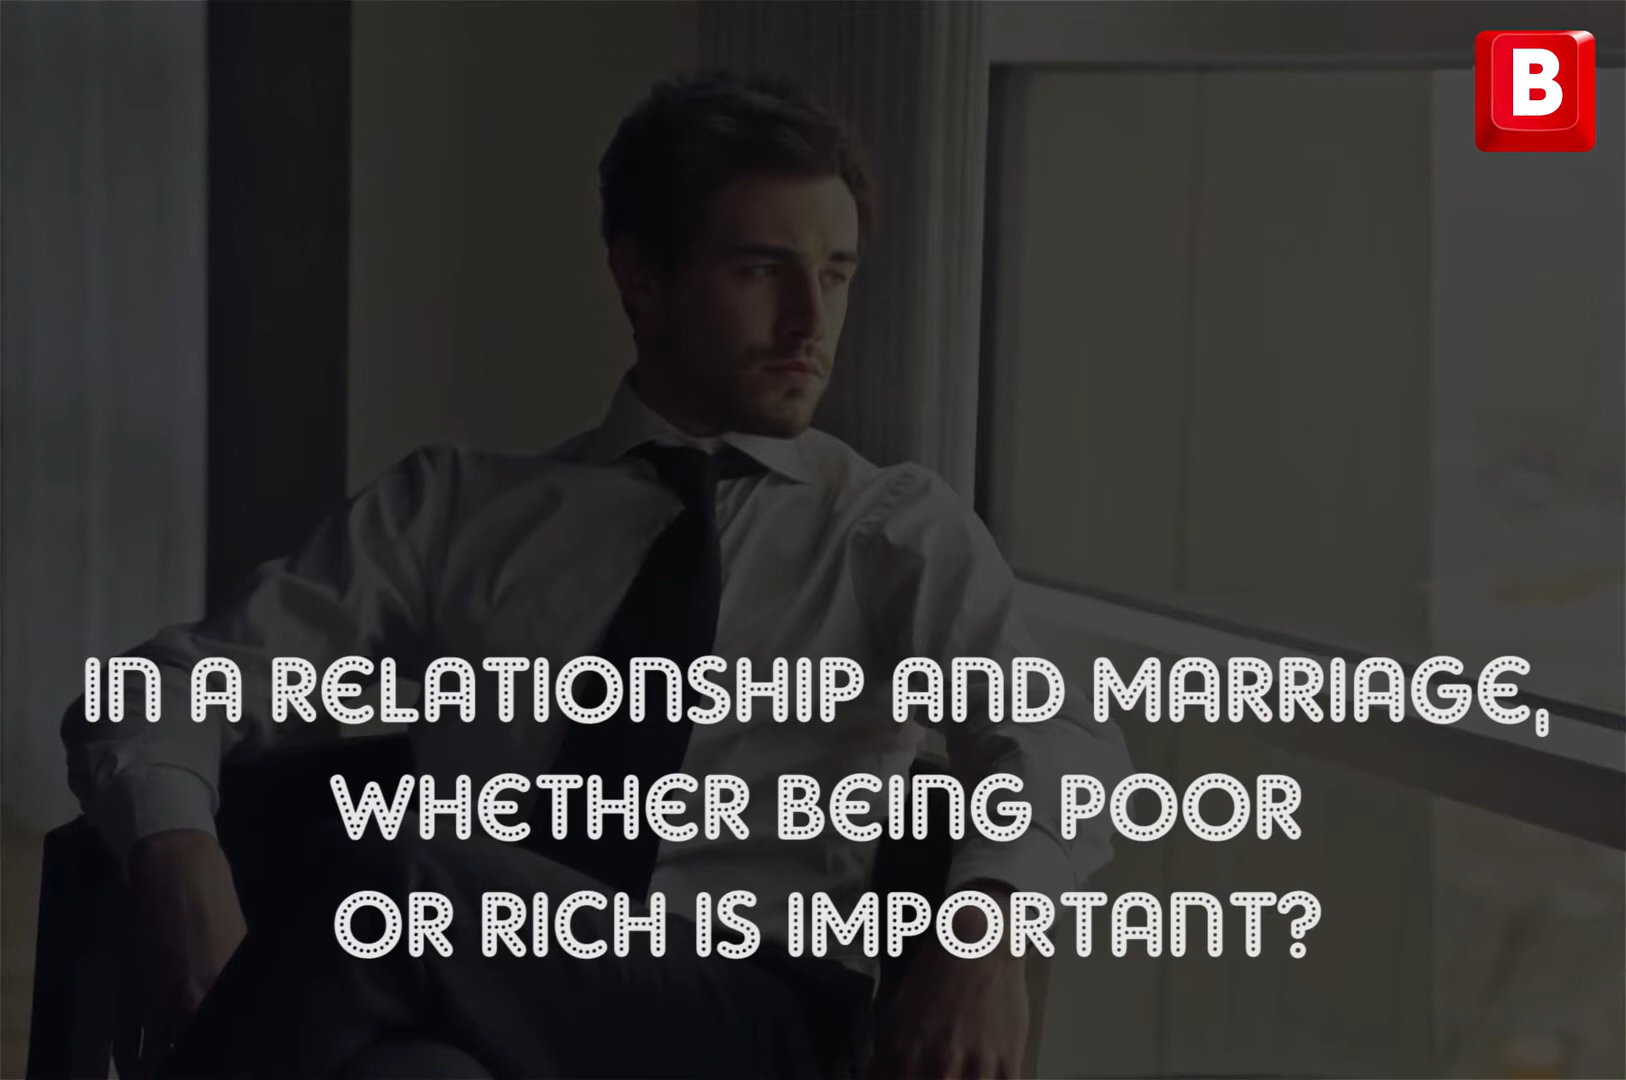 B
IN A RELATIONSHIP AND MARRIAGE,
WHETHER BEING POOR
OR RICH IS IMPORTANT?